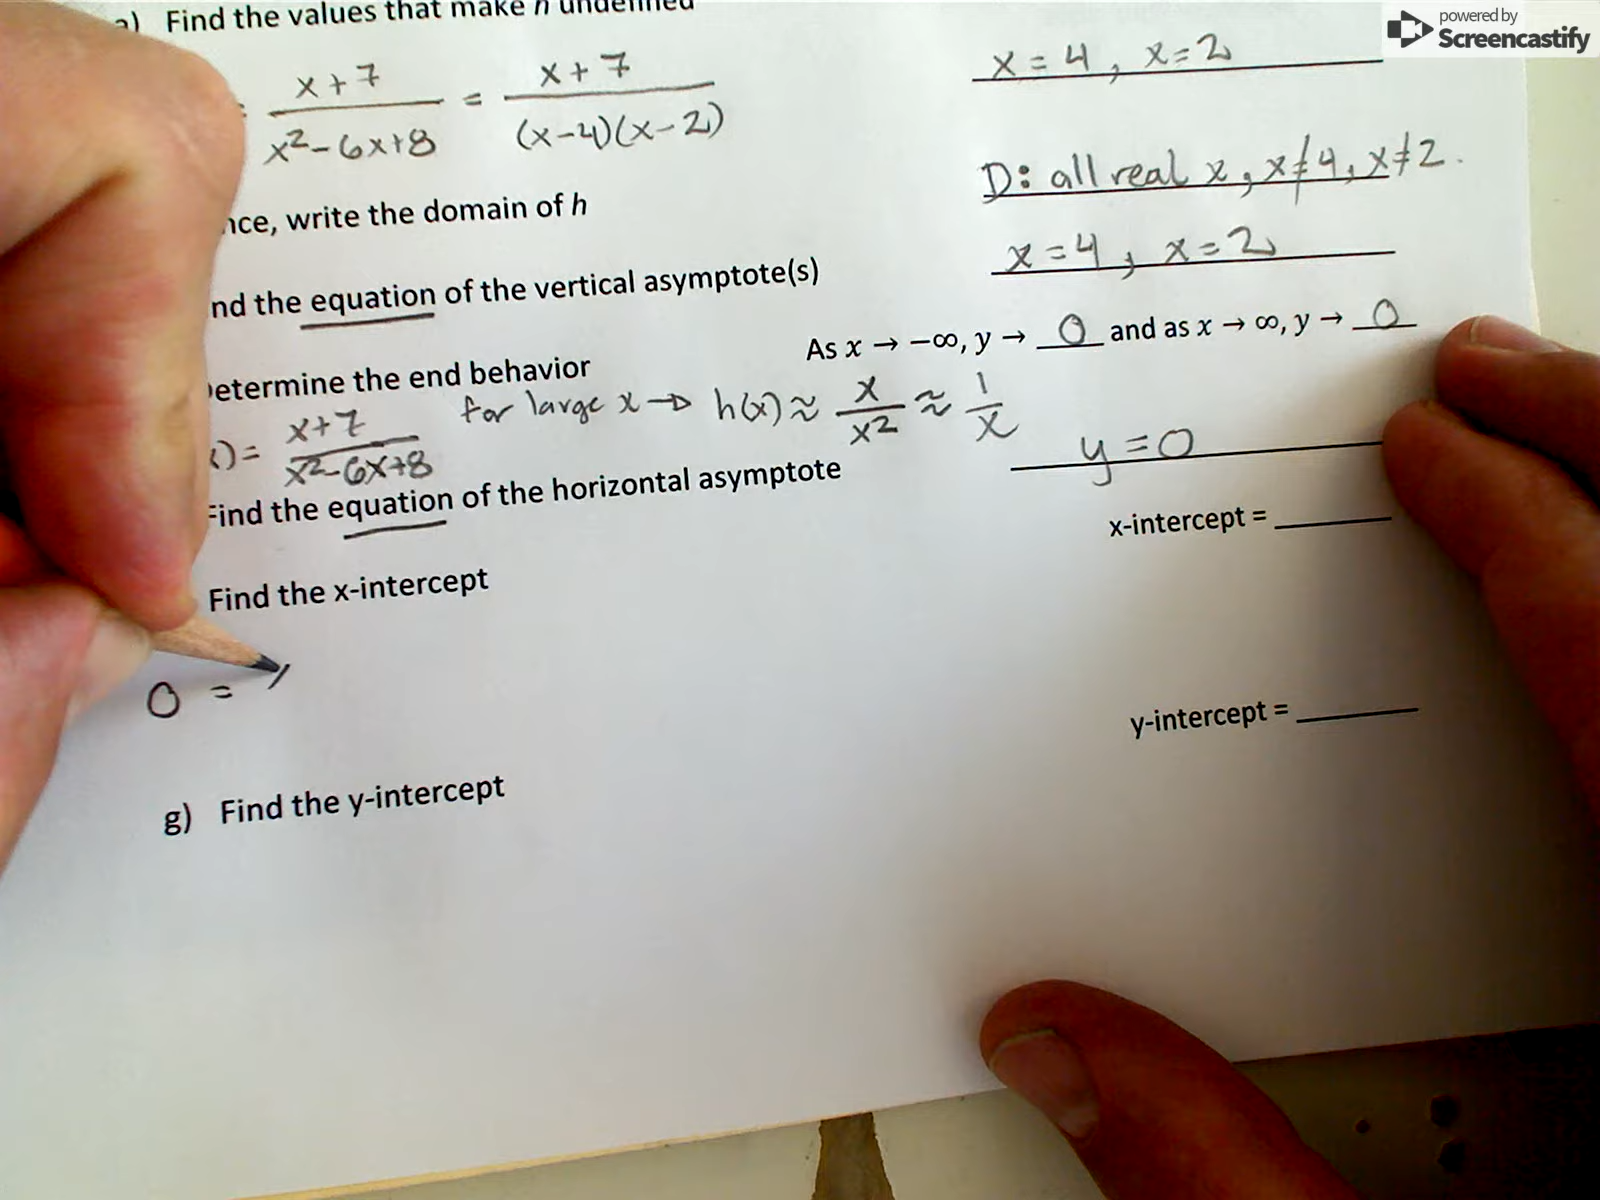 a) Find the values that make h undefined
x+7 / x²-6x+8 = x+7 / (x-4)(x-2)
x=4, x=2
write the domain of h
D: all real x, x≠4, x≠2.
nd the equation of the vertical asymptote(s)
x=4, x=2
etermine the end behavior
As x → −∞, y → 0 and as x → ∞, y → 0
)= x+7 / x²-6x+8 for large x → h(x) ≈ x / x² ≈ 1 / x
Find the equation of the horizontal asymptote
y=0
Find the x-intercept
x-intercept =
0 =
g) Find the y-intercept
y-intercept =
powered by
Screencastify